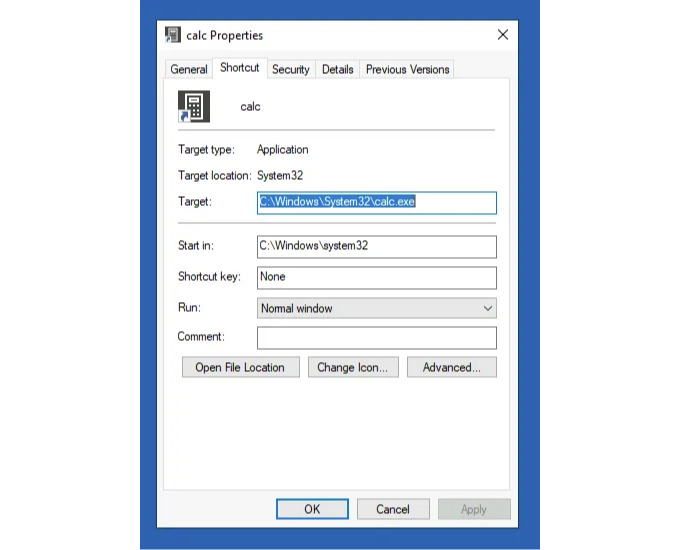 calc Properties
General Shortcut Security Details Previous Versions
calc
Target type: Application
Target location: System32
Target: C:\Windows\System32\calc.exe
Start in: C:\Windows\system32
Shortcut key: None
Run: Normal window
Comment:
Open File Location Change Icon... Advanced...
OK Cancel Apply